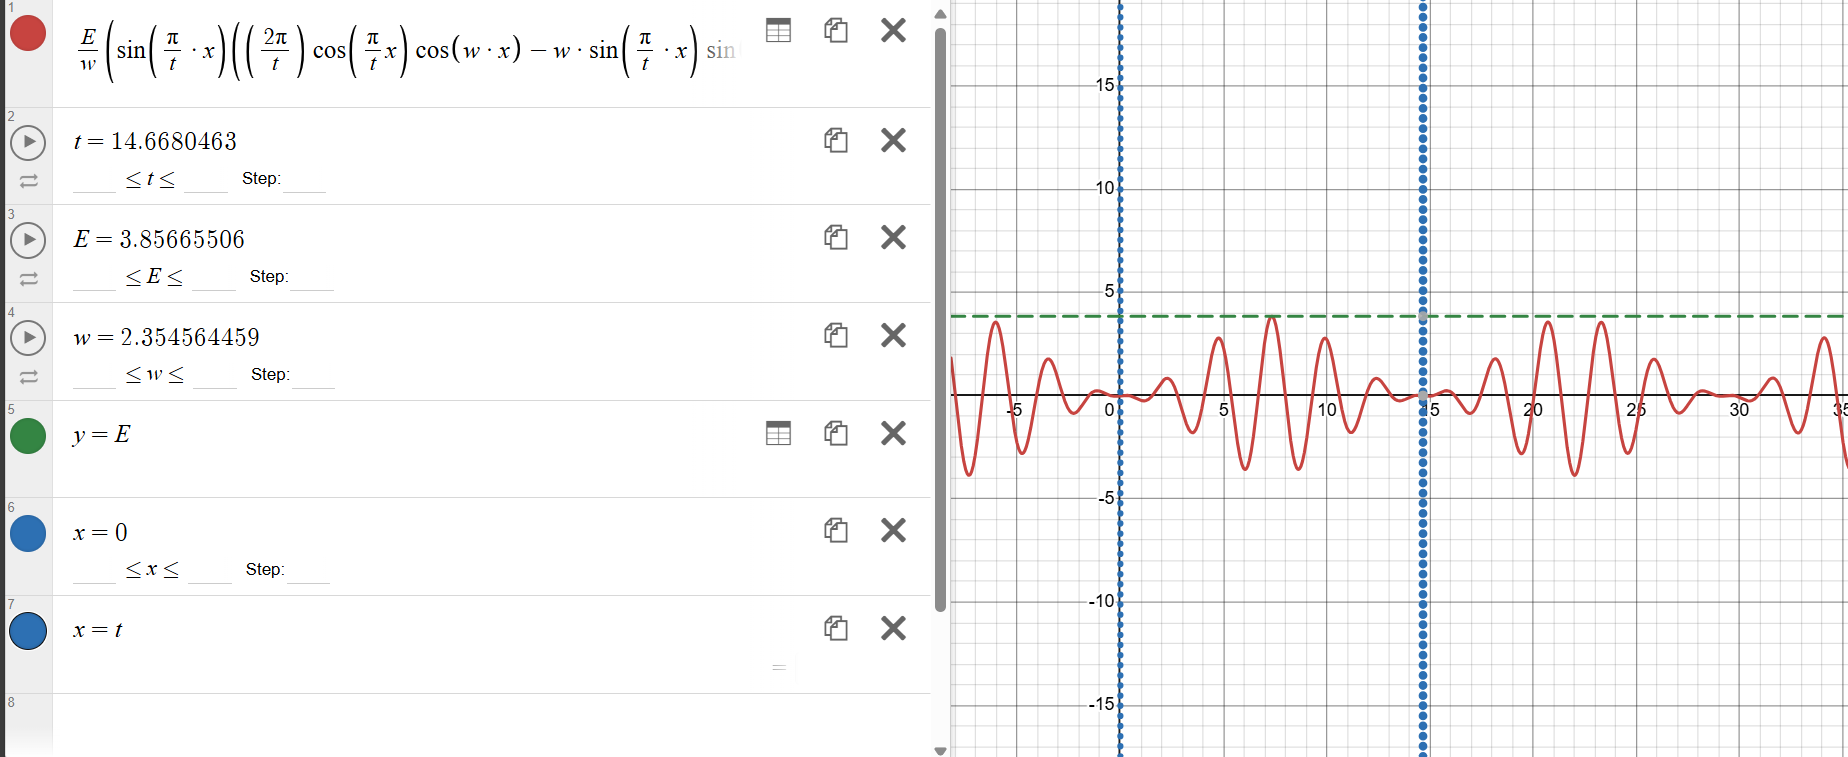 1
E/w (sin(π/t · x)((2π/t) cos(π/t x) cos(w · x) − w · sin(π/t · x) sin
2
t = 14.6680463
≤ t ≤ Step:
3
E = 3.85665506
≤ E ≤ Step:
4
w = 2.354564459
≤ w ≤ Step:
5
y = E
6
x = 0
≤ x ≤ Step:
7
x = t
=
8
15
10
5
-5 0 5 10 15 20 25 30 35
-5
-10
-15